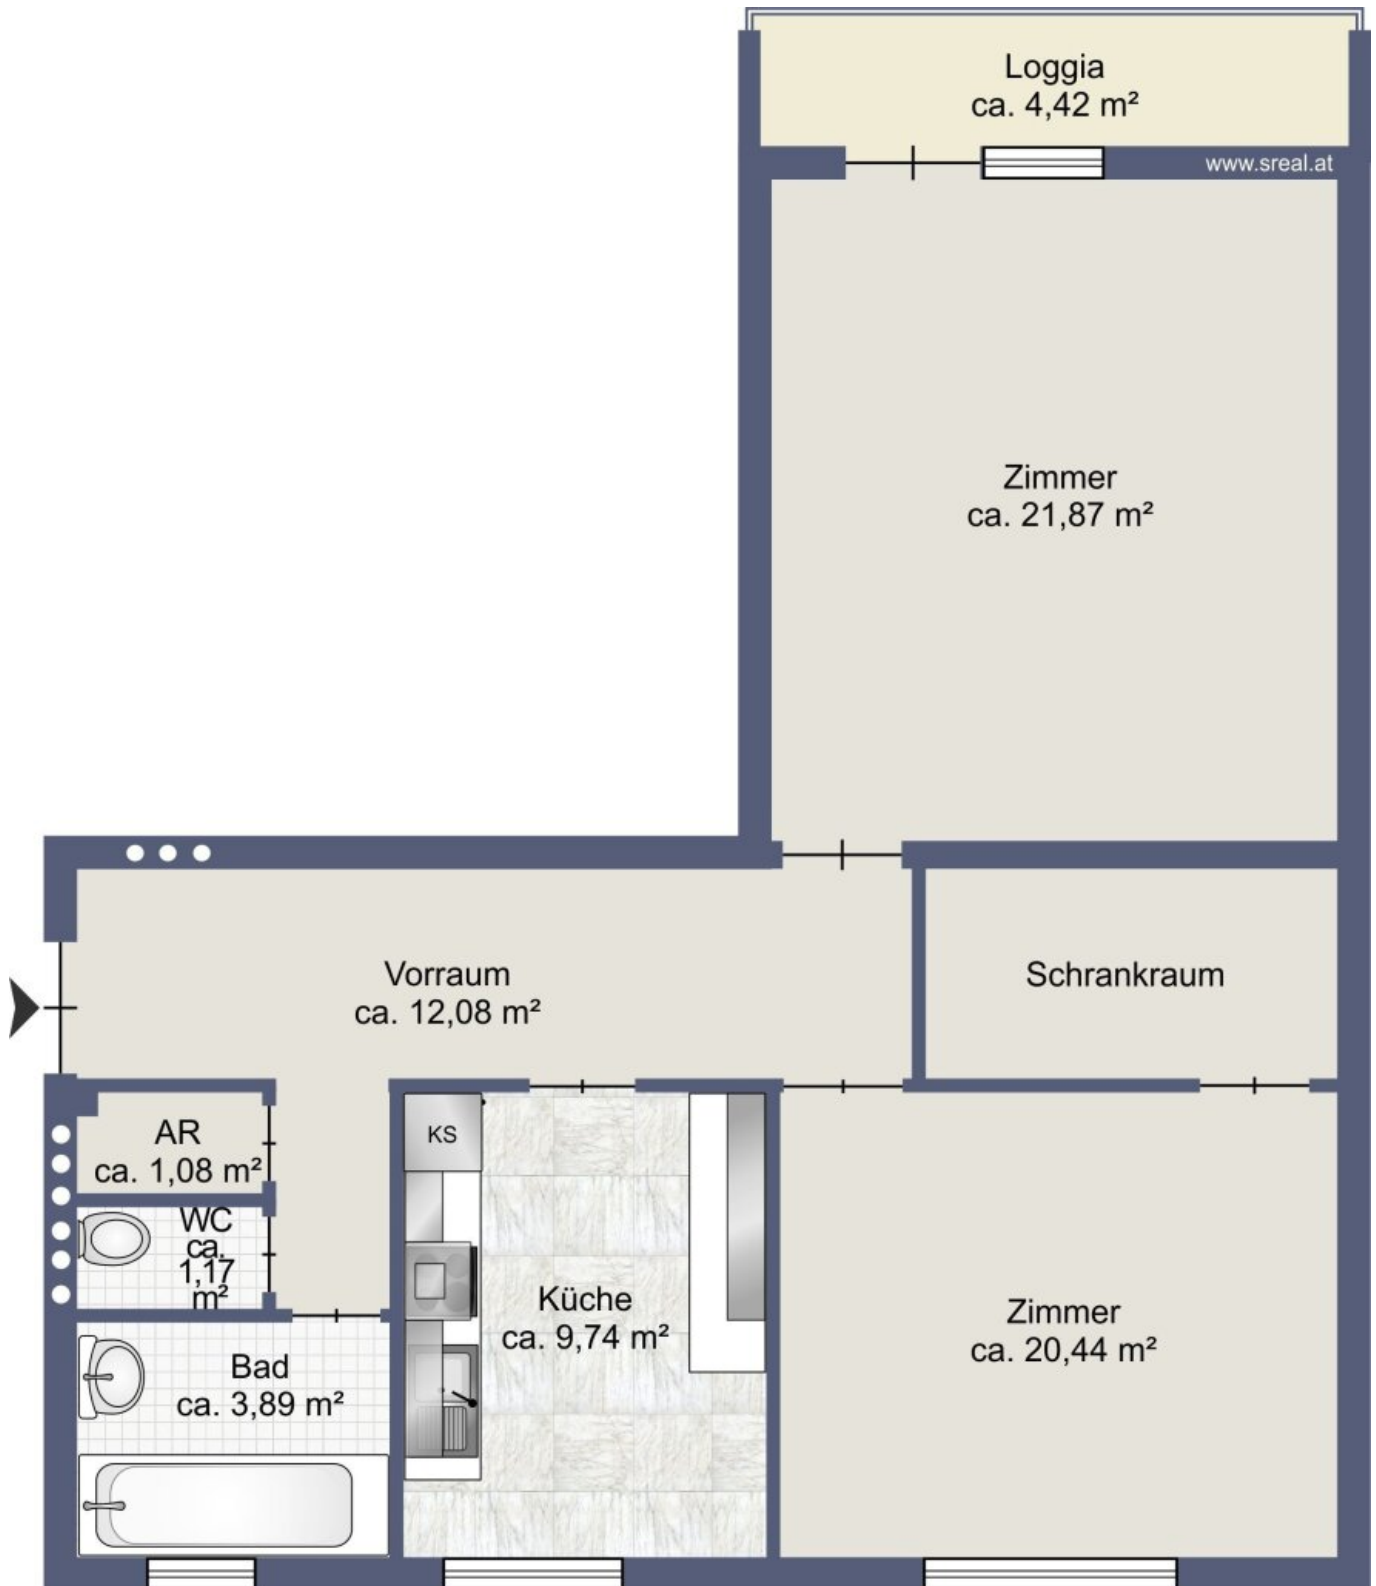 Loggia
ca. 4,42 m²
www.sreal.at
Zimmer
ca. 21,87 m²
Vorraum
ca. 12,08 m²
Schrankraum
AR
ca. 1,08 m²
KS
WC
ca.
1,17
m²
Küche
ca. 9,74 m²
Zimmer
ca. 20,44 m²
Bad
ca. 3,89 m²